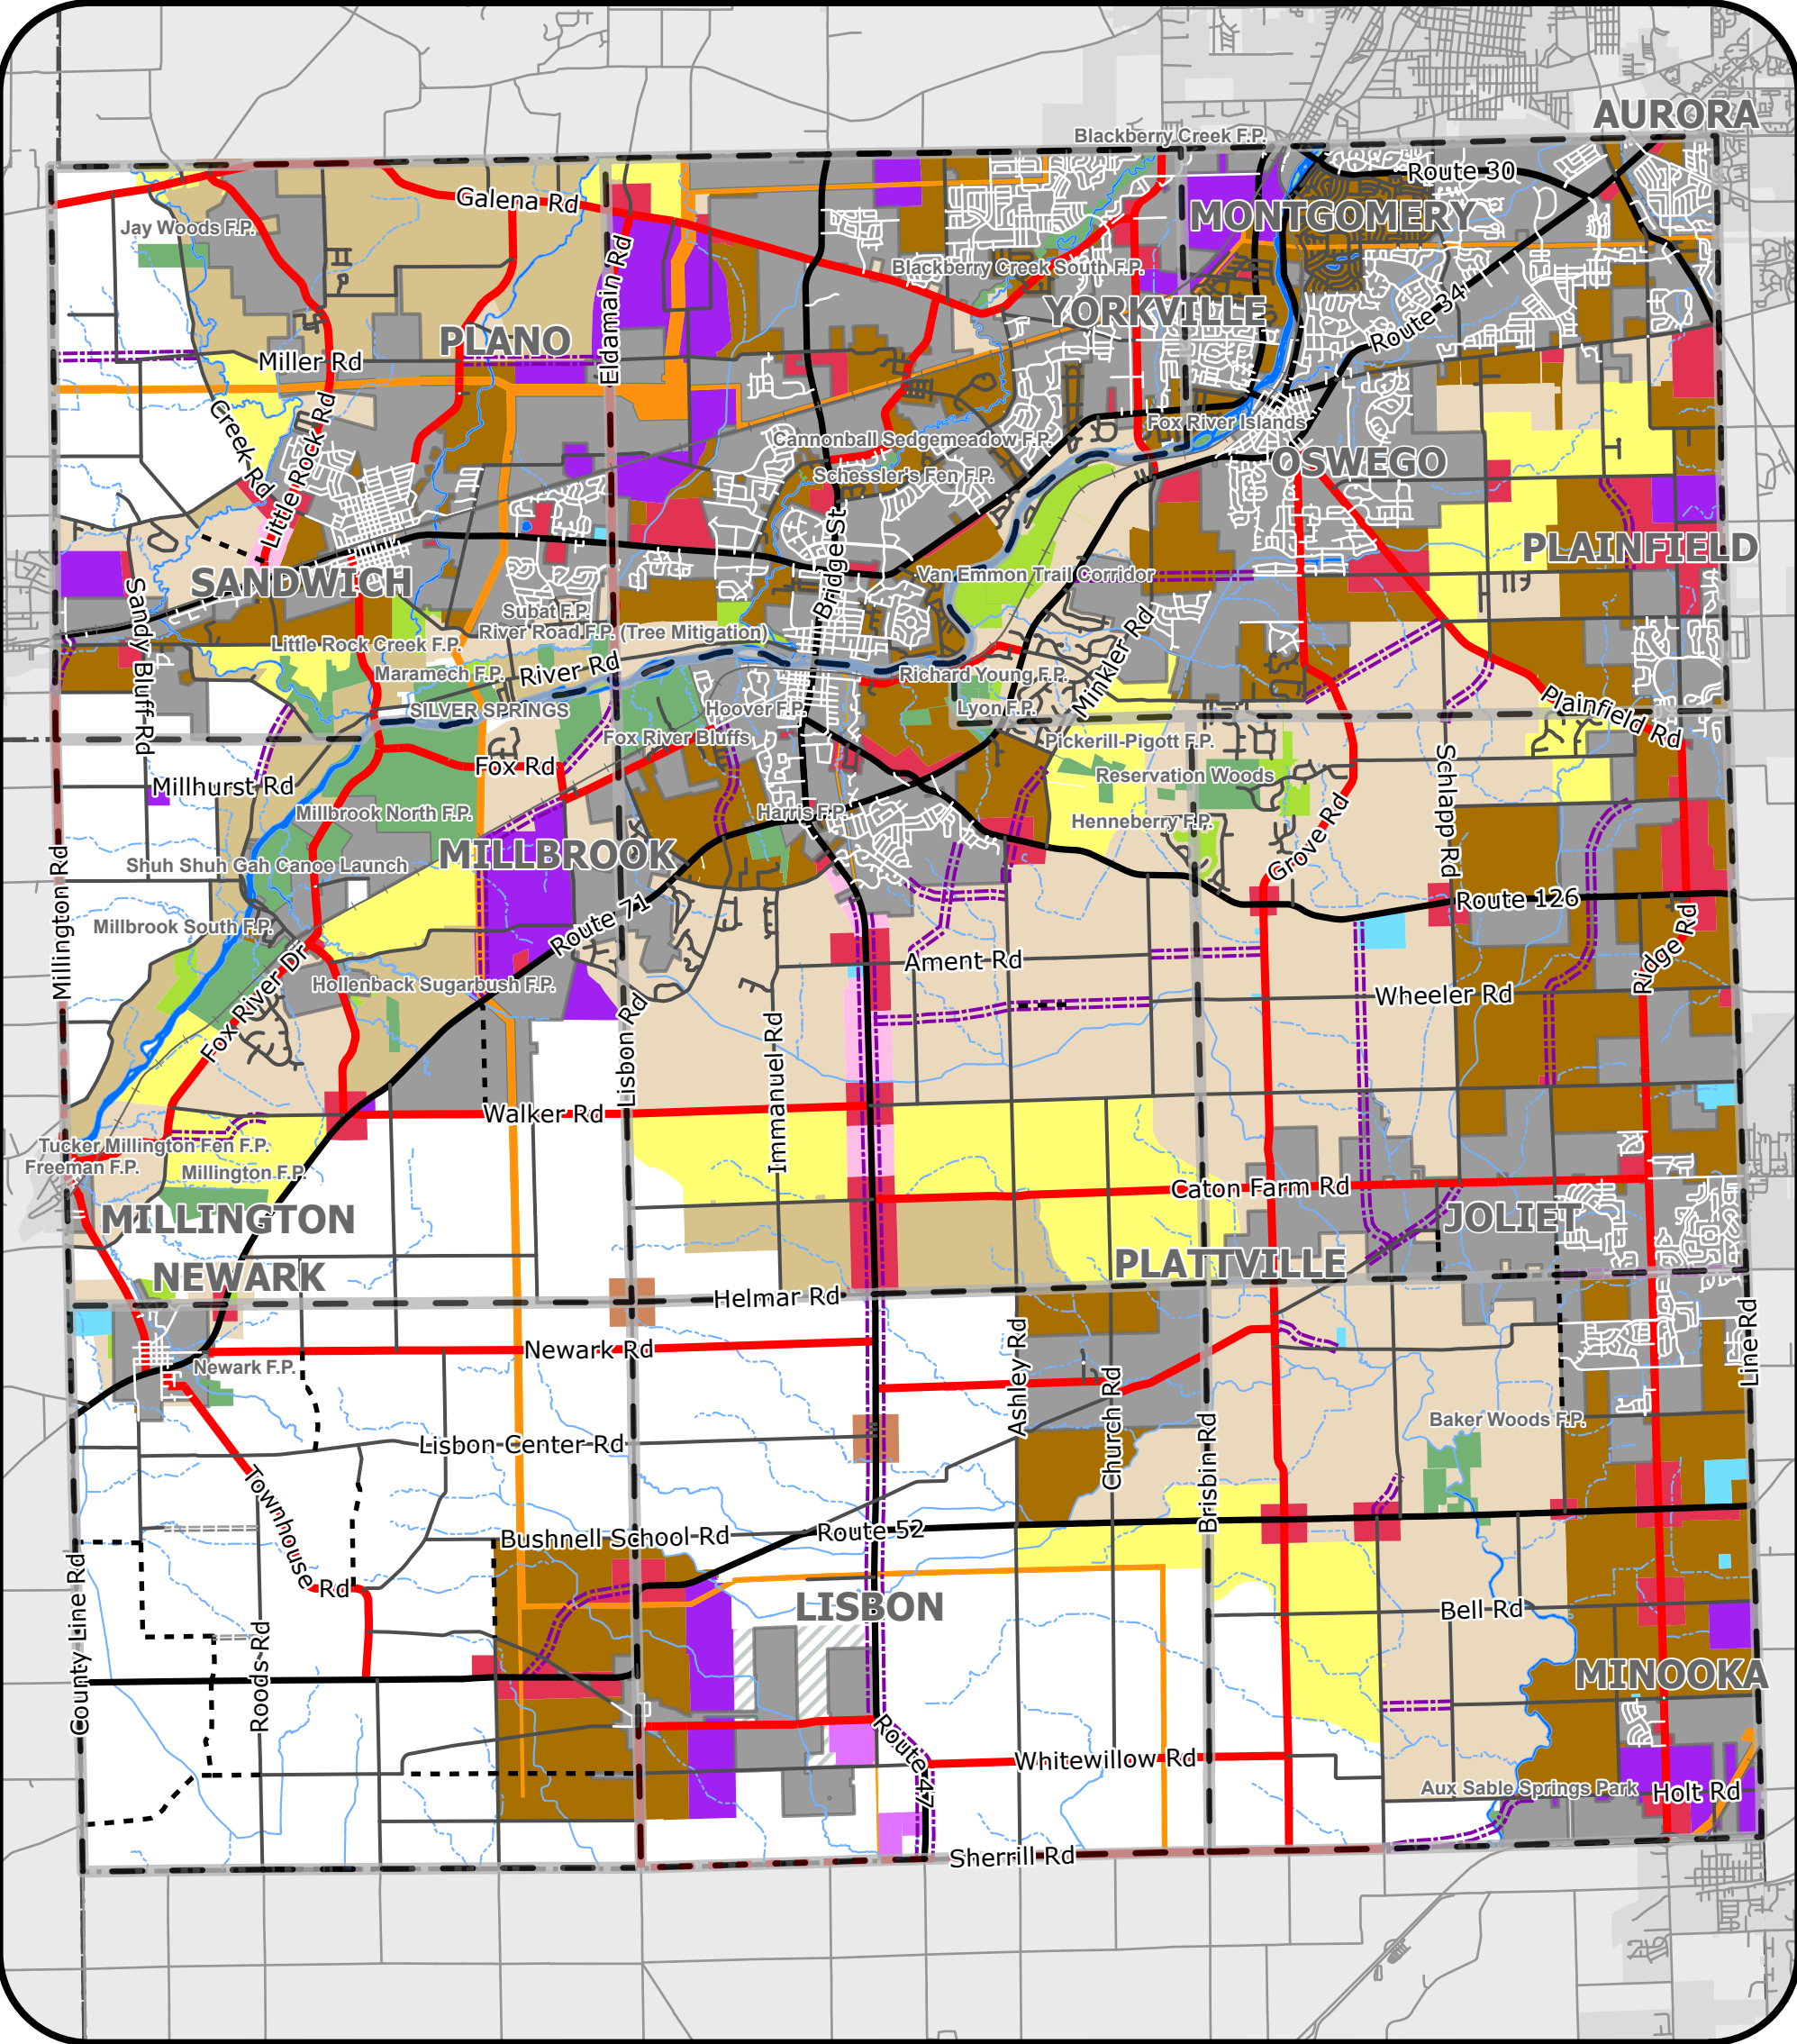 AURORA
Blackberry Creek F.P.
Route 30
Galena Rd
MONTGOMERY
Jay Woods F.P.
Eldamain Rd
Blackberry Creek South F.P.
YORKVILLE
Route 34
PLANO
Miller Rd
Creek Rd
Little Rock Rd
Fox River Islands
Cannonball Sedgemeadow F.P.
OSWEGO
Schessler's Fen F.P.
Bridge St
PLAINFIELD
SANDWICH
Van Emmon Trail Corridor
Sandy Bluff Rd
Subat F.P.
River Road F.P. (Tree Mitigation)
Little Rock Creek F.P.
Minkler Rd
River Rd
Maramech F.P.
Richard Young F.P.
SILVER SPRINGS
Hoover F.P.
Lyon F.P.
Plainfield Rd
Fox River Bluffs
Pickerill-Pigott F.P.
Schlapp Rd
Fox Rd
Reservation Woods
Millhurst Rd
Millbrook North F.P.
Harris F.P.
Henneberry F.P.
Grove Rd
MILLBROOK
Shuh Shuh Gah Canoe Launch
Millington Rd
Route 71
Route 126
Millbrook South F.P.
Ridge Rd
Ament Rd
Fox River Dr
Hollenback Sugarbush F.P.
Wheeler Rd
Lisbon Rd
Immanuel Rd
Walker Rd
Tucker Millington Fen F.P.
Freeman F.P.
Millington F.P.
Caton Farm Rd
MILLINGTON
JOLIET
PLATTVILLE
NEWARK
Helmar Rd
Line Rd
Newark Rd
Ashley Rd
Newark F.P.
Church Rd
Baker Woods F.P.
Lisbon Center Rd
Brisbin Rd
Townhouse Rd
Bushnell School Rd
Route 52
LISBON
Bell Rd
County Line Rd
Roods Rd
MINOOKA
Route 47
Whitewillow Rd
Aux Sable Springs Park
Holt Rd
Sherrill Rd